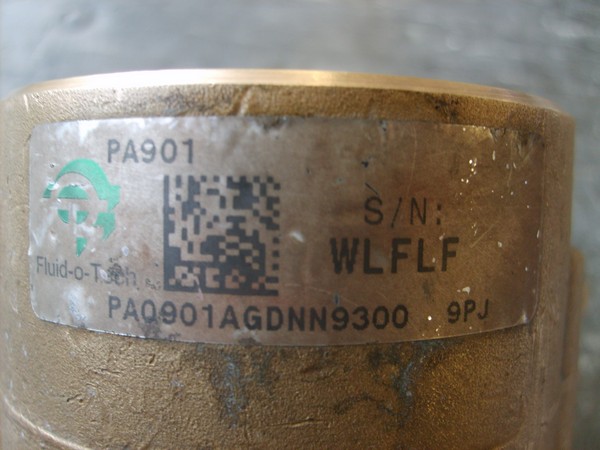 PA901
S/N:
WLFLF
Fluid-o-Tech
PA0901AGDNN9300 9PJ